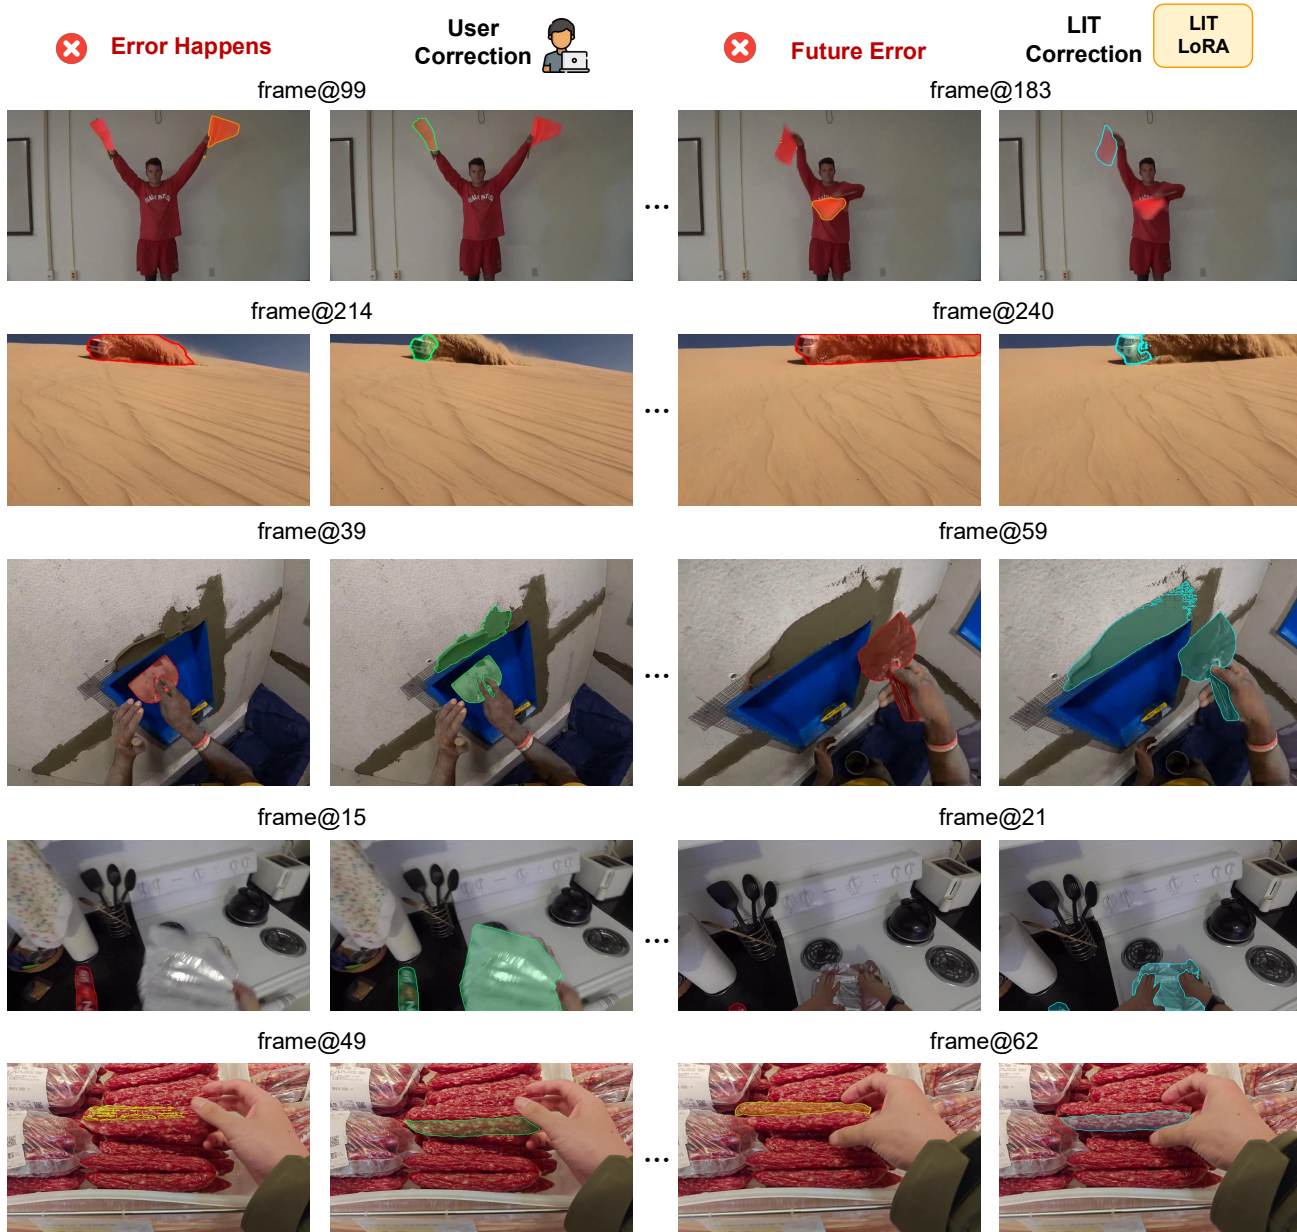 Error Happens
User
Correction
Future Error
LIT
Correction
LIT
LoRA
frame@99
frame@183
...
frame@214
frame@240
...
frame@39
frame@59
...
frame@15
frame@21
...
frame@49
frame@62
...